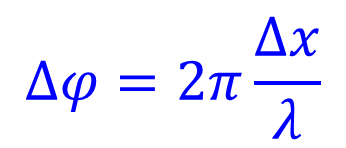 Δφ = 2π Δx/λ